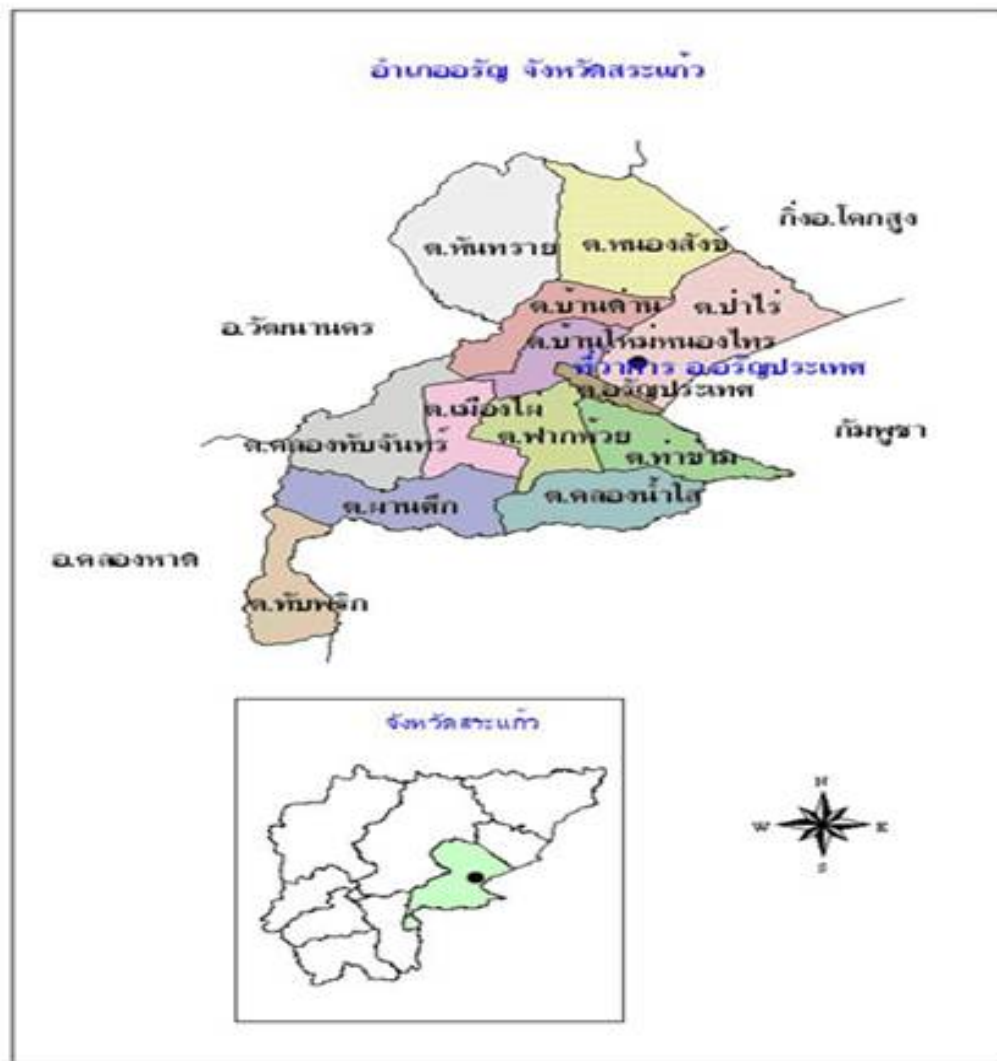 อำเภออรัญ จังหวัดสระแก้ว
กิ่งอ.โคกสูง
ต.หันทราย
ต.หนองสังข์
ต.บ้านด่าน
ต.ป่าไร่
อ.วัฒนานคร
ต.บ้านใหม่หนองไทร
ที่ว่าการ อ.อรัญประเทศ
ต.อรัญประเทศ
ต.เมืองไผ่
ต.ฟากห้วย
กัมพูชา
ต.คลองทับจันทร์
ต.ท่าข้าม
ต.คลองน้ำใส
ต.ผ่านศึก
อ.คลองหาด
ต.ทับพริก
จังหวัดสระแก้ว
N
W
E
S